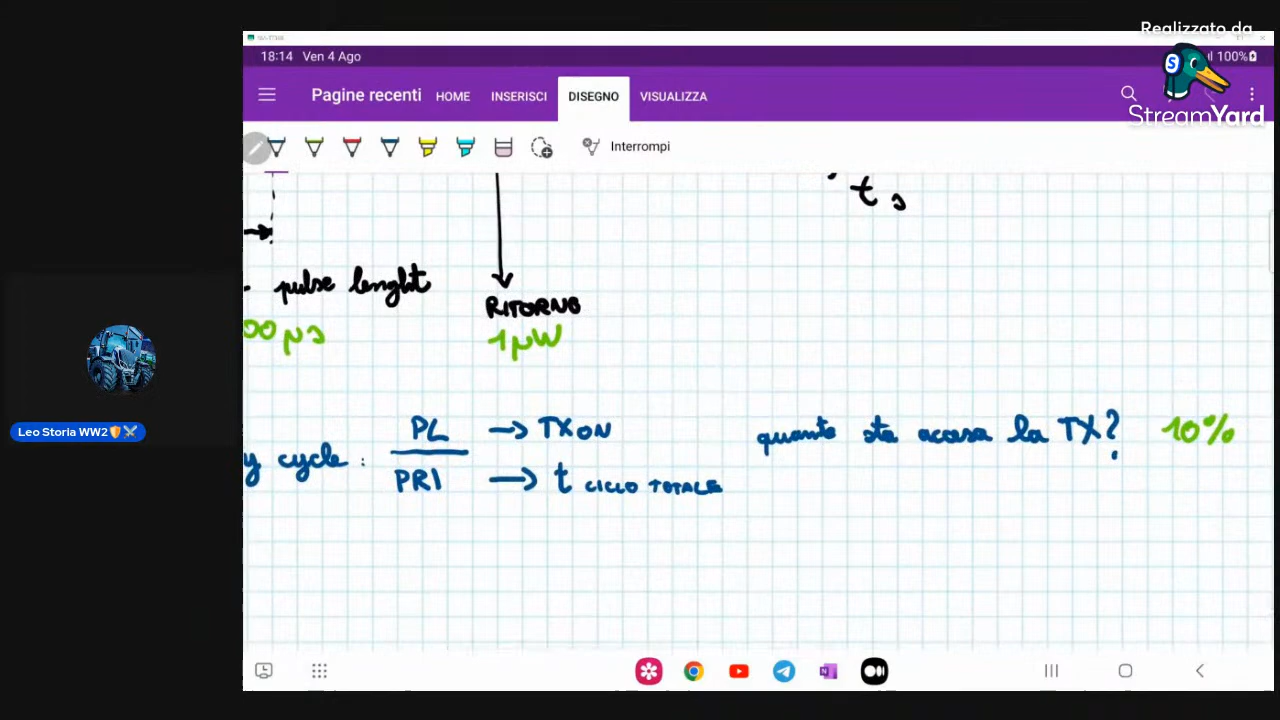 Realizzato da
StreamYard
18:14 Ven 4 Ago
100%
Pagine recenti HOME INSERISCI DISEGNO VISUALIZZA
Interrompi
t s
pulse lenght
RITORNO
00 μs
1 μW
y cycle : PL → TX ON
PRI → t CICLO TOTALE
quanto sta accesa la TX? 10%
Leo Storia WW2